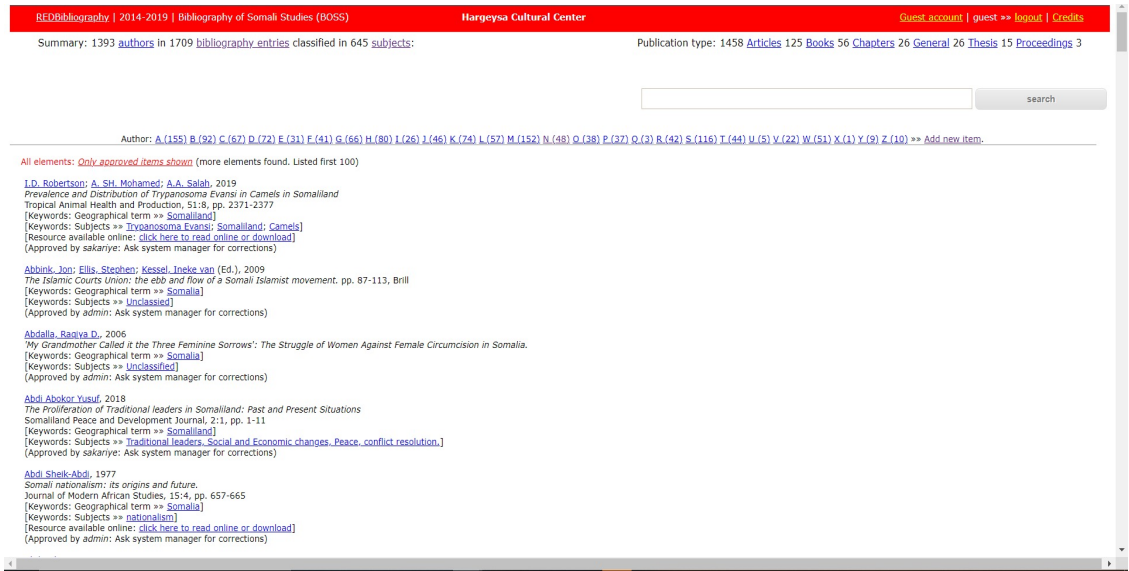 REDBibliography | 2014-2019 | Bibliography of Somali Studies (BOSS) Hargeysa Cultural Center Guest account | guest »» logout | Credits
Summary: 1393 authors in 1709 bibliography entries classified in 645 subjects: Publication type: 1458 Articles 125 Books 56 Chapters 26 General 26 Thesis 15 Proceedings 3
search
Author: A (155) B (92) C (67) D (72) E (31) F (41) G (66) H (80) I (26) J (46) K (74) L (57) M (152) N (48) O (38) P (37) Q (3) R (42) S (116) T (44) U (5) V (22) W (51) X (1) Y (9) Z (10) »» Add new item.
All elements: Only approved items shown (more elements found. Listed first 100)
I.D. Robertson; A. SH. Mohamed; A.A. Salah, 2019
Prevalence and Distribution of Trypanosoma Evansi in Camels in Somaliland
Tropical Animal Health and Production, 51:8, pp. 2371-2377
[Keywords: Geographical term »» Somaliland]
[Keywords: Subjects »» Trypanosoma Evansi; Somaliland; Camels]
[Resource available online: click here to read online or download]
(Approved by sakariye: Ask system manager for corrections)
Abbink, Jon; Ellis, Stephen; Kessel, Ineke van (Ed.), 2009
The Islamic Courts Union: the ebb and flow of a Somali Islamist movement. pp. 87-113, Brill
[Keywords: Geographical term »» Somalia]
[Keywords: Subjects »» Unclassied]
(Approved by admin: Ask system manager for corrections)
Abdalla, Raqiya D., 2006
'My Grandmother Called it the Three Feminine Sorrows': The Struggle of Women Against Female Circumcision in Somalia.
[Keywords: Geographical term »» Somalia]
[Keywords: Subjects »» Unclassified]
(Approved by admin: Ask system manager for corrections)
Abdi Abokor Yusuf, 2018
The Proliferation of Traditional leaders in Somaliland: Past and Present Situations
Somaliland Peace and Development Journal, 2:1, pp. 1-11
[Keywords: Geographical term »» Somaliland]
[Keywords: Subjects »» Traditional leaders, Social and Economic changes, Peace, conflict resolution.]
(Approved by sakariye: Ask system manager for corrections)
Abdi Sheik-Abdi, 1977
Somali nationalism: its origins and future.
Journal of Modern African Studies, 15:4, pp. 657-665
[Keywords: Geographical term »» Somalia]
[Keywords: Subjects »» nationalism]
[Resource available online: click here to read online or download]
(Approved by admin: Ask system manager for corrections)